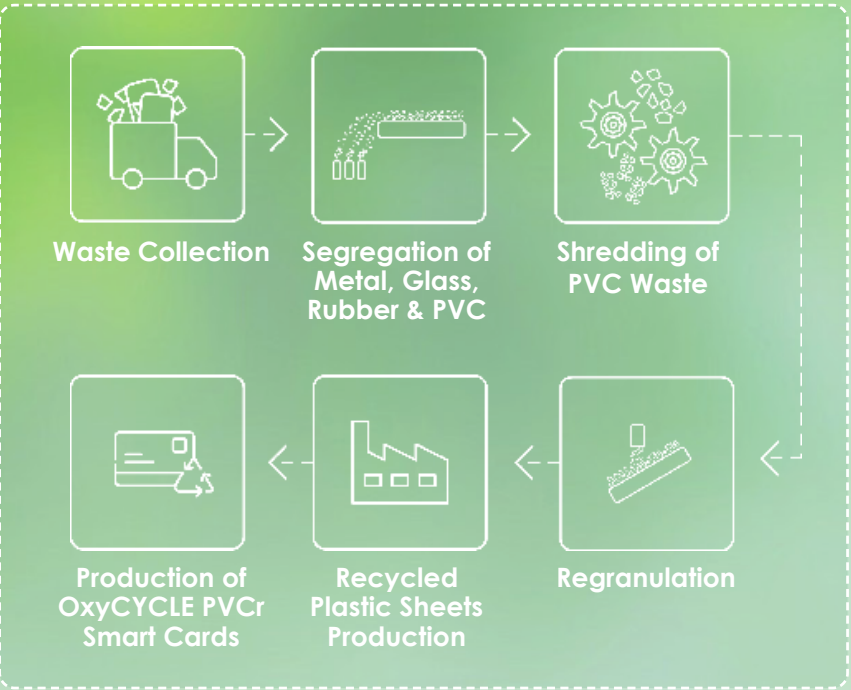 Waste Collection
Segregation of
Metal, Glass,
Rubber & PVC
Shredding of
PVC Waste
Production of
OxyCYCLE PVCr
Smart Cards
Recycled
Plastic Sheets
Production
Regranulation